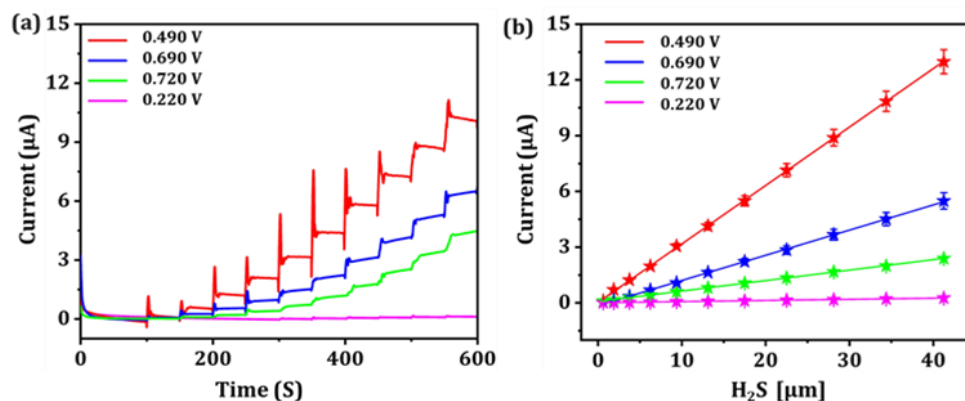 (a)
0.490 V
0.690 V
0.720 V
0.220 V
15
12
9
6
3
0
Current (µA)
0 200 400 600
Time (S)
(b)
0.490 V
0.690 V
0.720 V
0.220 V
15
12
9
6
3
0
Current (µA)
0 10 20 30 40
H₂S [µm]